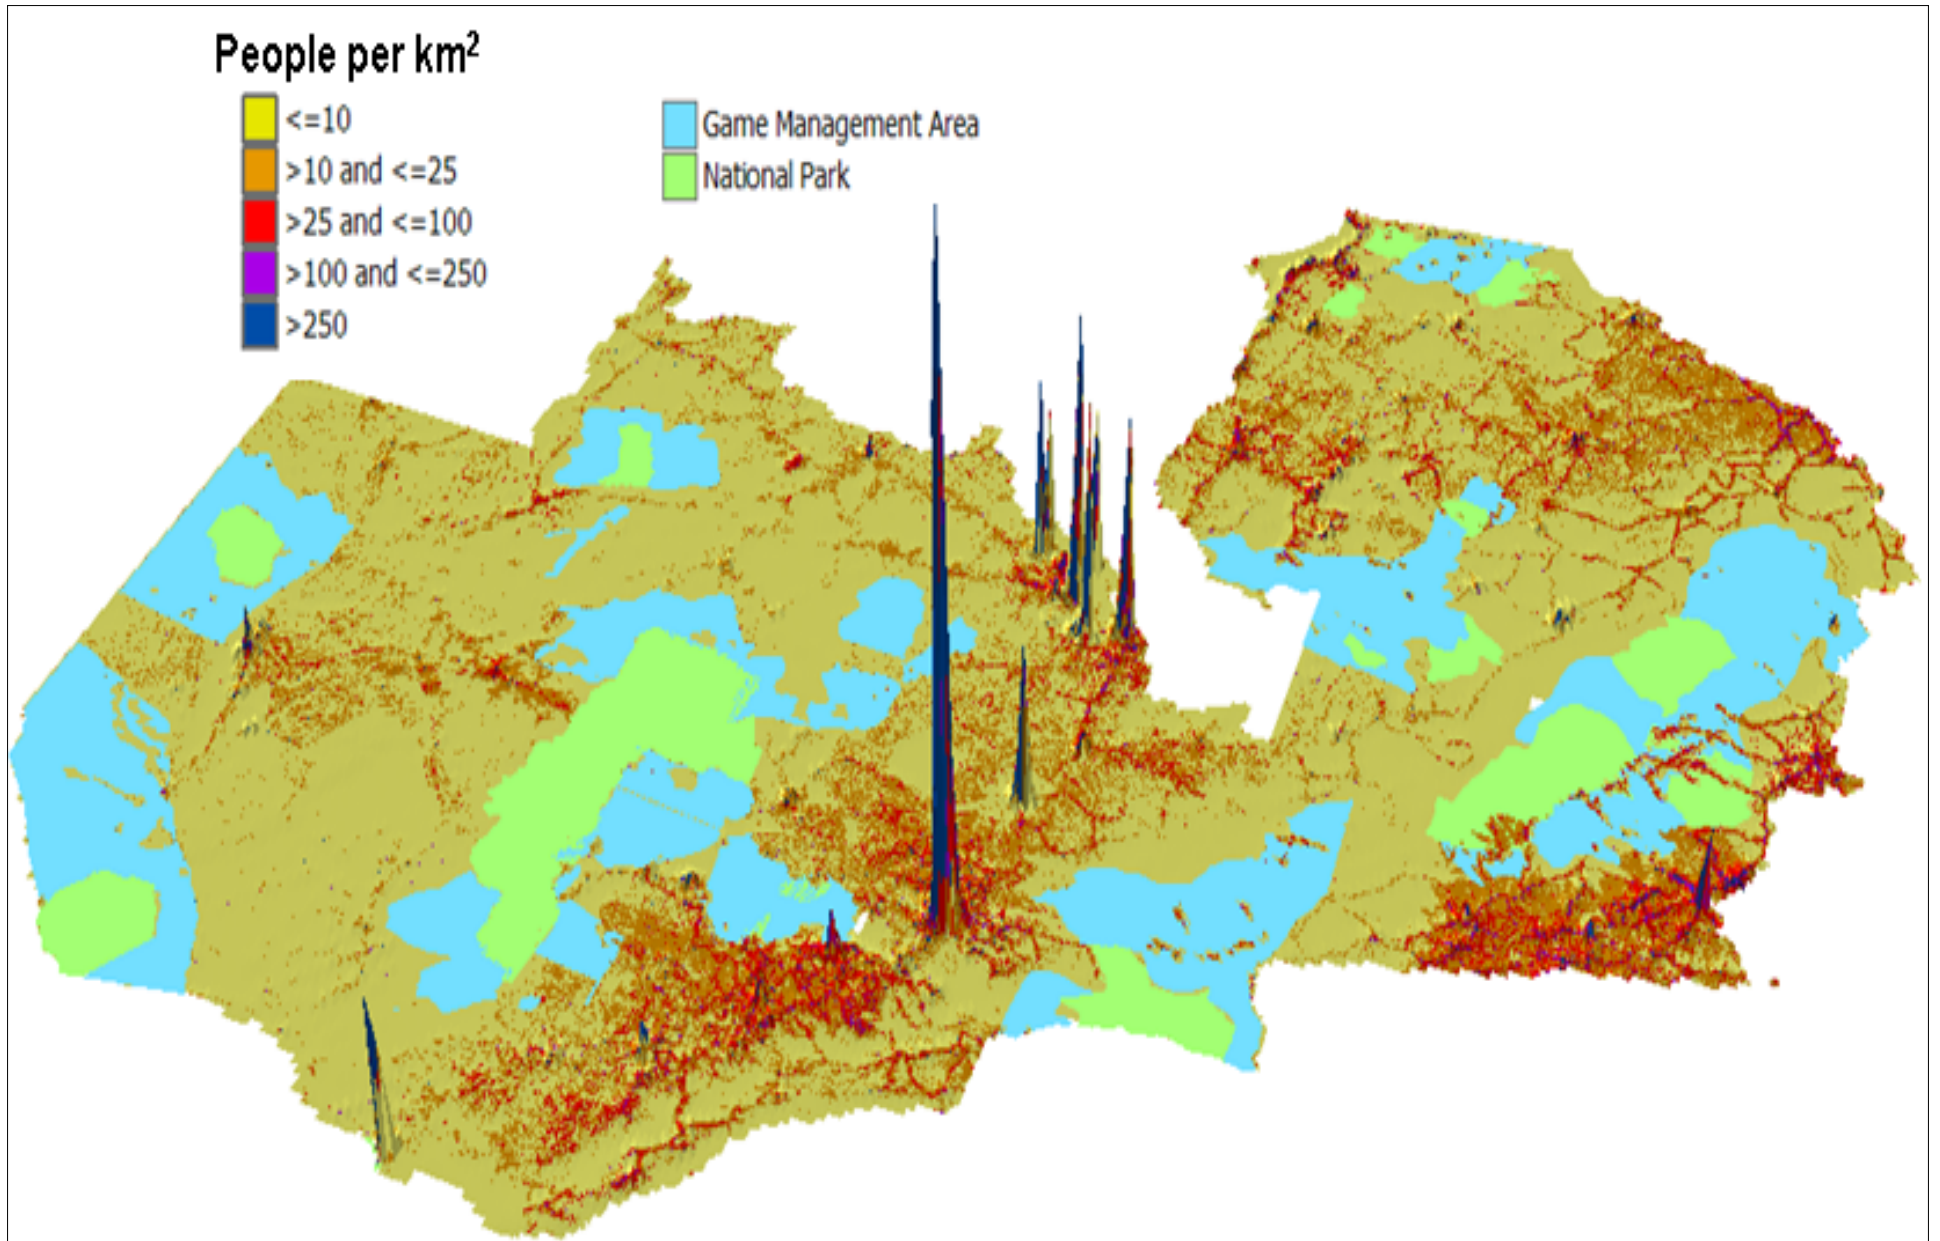 People per km²
<=10
>10 and <=25
>25 and <=100
>100 and <=250
>250
Game Management Area
National Park